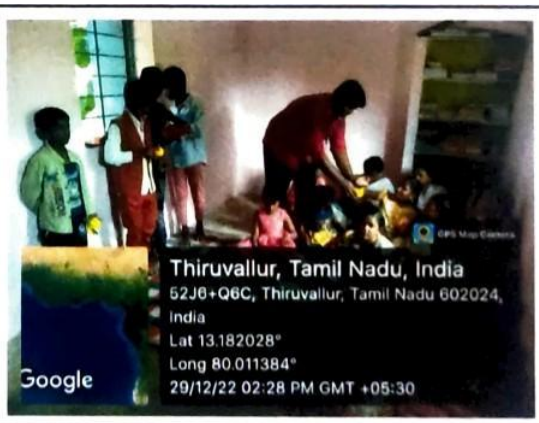 GPS Map Camera
Thiruvallur, Tamil Nadu, India
52J6+Q6C, Thiruvallur, Tamil Nadu 602024,
India
Lat 13.182028°
Long 80.011384°
29/12/22 02:28 PM GMT +05:30
Google